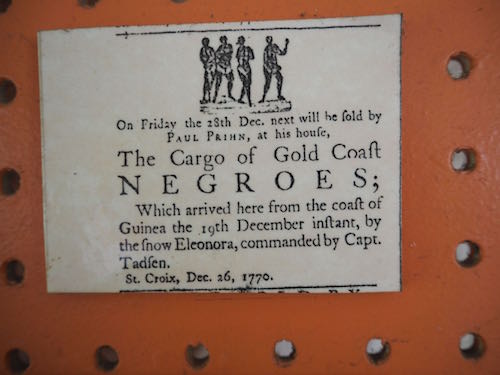 On Friday the 28th Dec. next will be ſold by
PAUL PRIHN, at his houſe,
The Cargo of Gold Coaſt
NEGROES;
Which arrived here from the coaſt of
Guinea the 19th December inſtant, by
the ſnow Eleonora, commanded by Capt.
Tadſen.
St. Croix, Dec. 26, 1770.